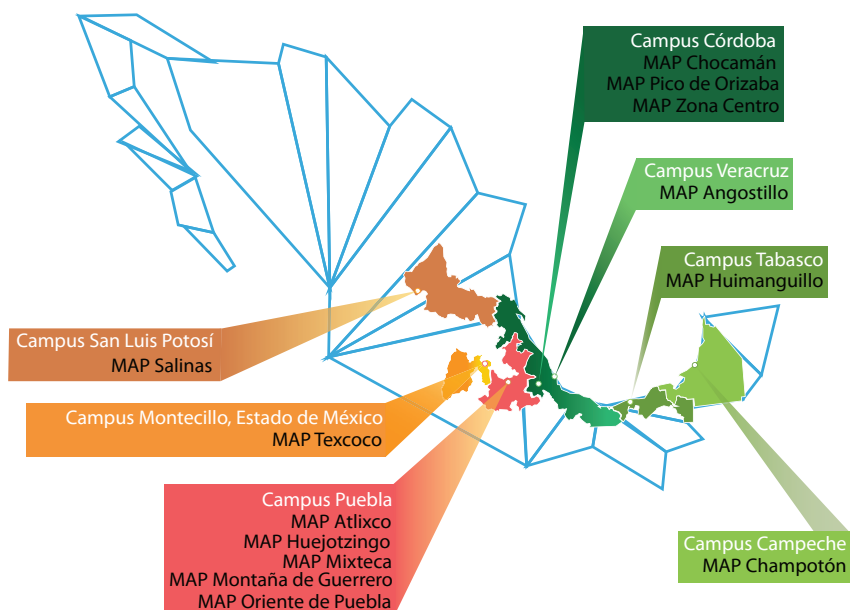 Campus Córdoba
MAP Chocamán
MAP Pico de Orizaba
MAP Zona Centro
Campus Veracruz
MAP Angostillo
Campus Tabasco
MAP Huimanguillo
Campus San Luis Potosí
MAP Salinas
Campus Montecillo, Estado de México
MAP Texcoco
Campus Puebla
MAP Atlixco
MAP Huejotzingo
MAP Mixteca
MAP Montaña de Guerrero
MAP Oriente de Puebla
Campus Campeche
MAP Champotón